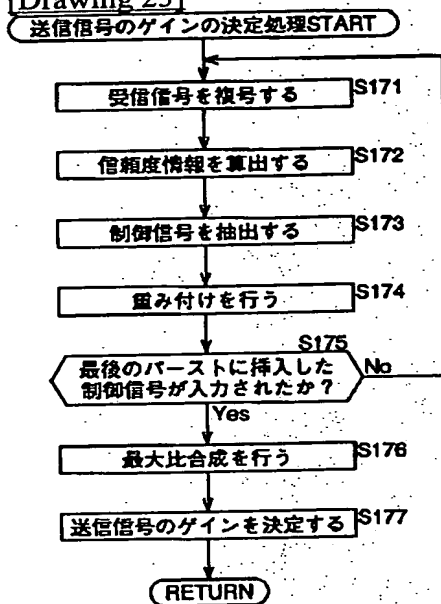 [Drawing 25]
送信信号のゲインの決定処理START
受信信号を復号する
S171
信頼度情報を算出する
S172
制御信号を抽出する
S173
重み付けを行う
S174
S175
最後のバーストに挿入した
制御信号が入力されたか？
No
Yes
最大比合成を行う
S176
送信信号のゲインを決定する
S177
RETURN